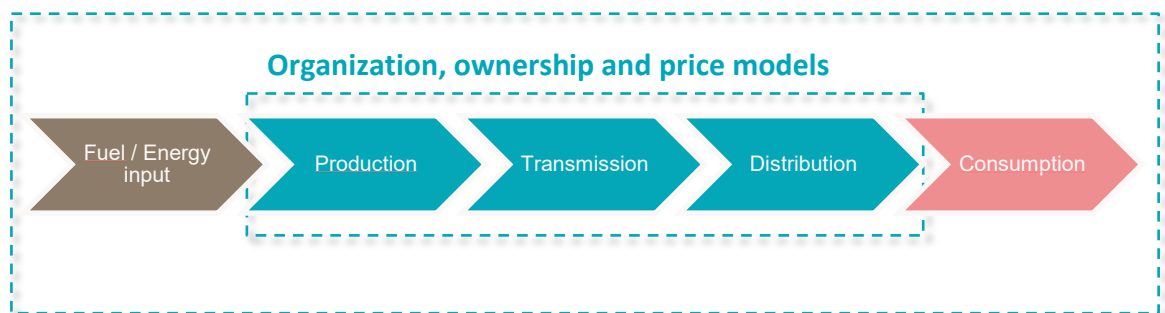 Organization, ownership and price models
Fuel / Energy
input
Production
Transmission
Distribution
Consumption